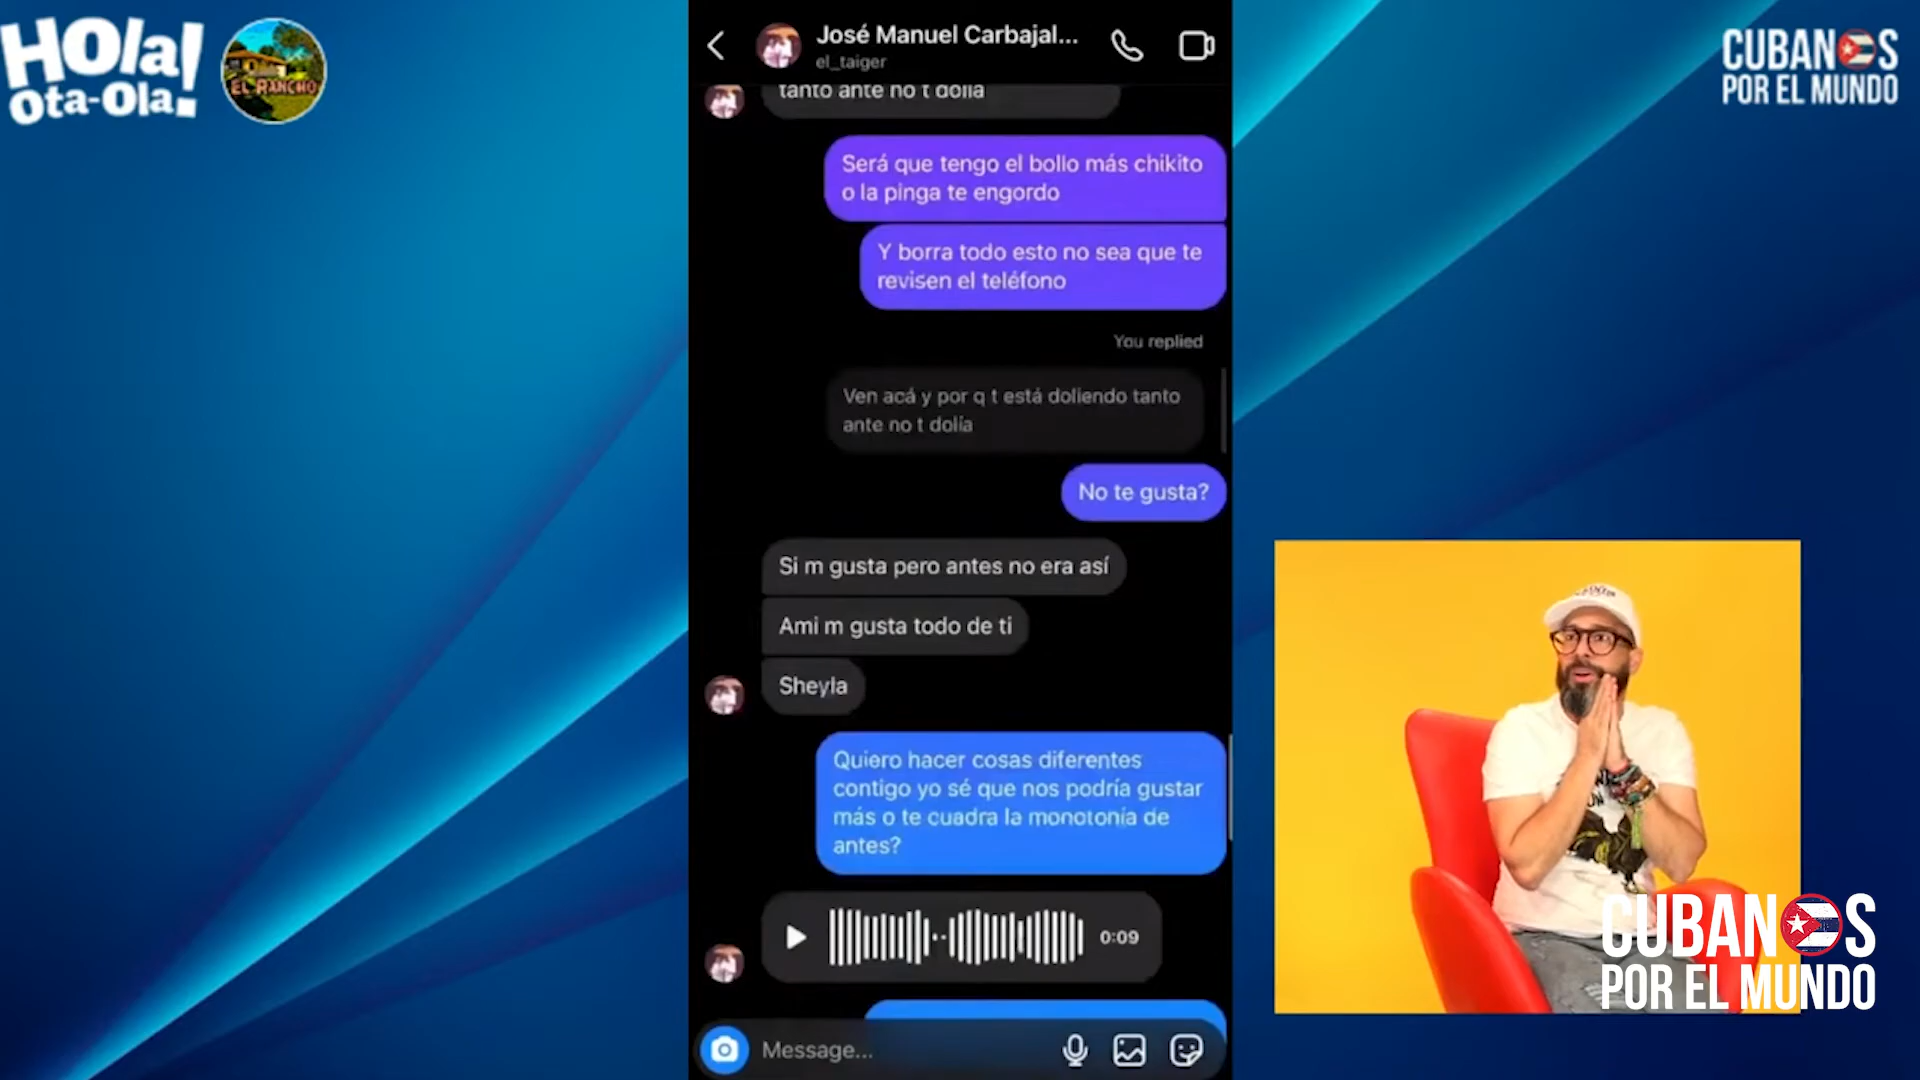 Hola!
Ota-Ola!
EL RANCHO
CUBANOS
POR EL MUNDO
José Manuel Carbajal...
el_taiger
tanto ante no t dolía
Será que tengo el bollo más chikito
o la pinga te engordo
Y borra todo esto no sea que te
revisen el teléfono
You replied
Ven acá y por q t está doliendo tanto
ante no t dolía
No te gusta?
Si m gusta pero antes no era así
Ami m gusta todo de ti
Sheyla
Quiero hacer cosas diferentes
contigo yo sé que nos podría gustar
más o te cuadra la monotonía de
antes?
0:09
Message...
CUBANOS
POR EL MUNDO